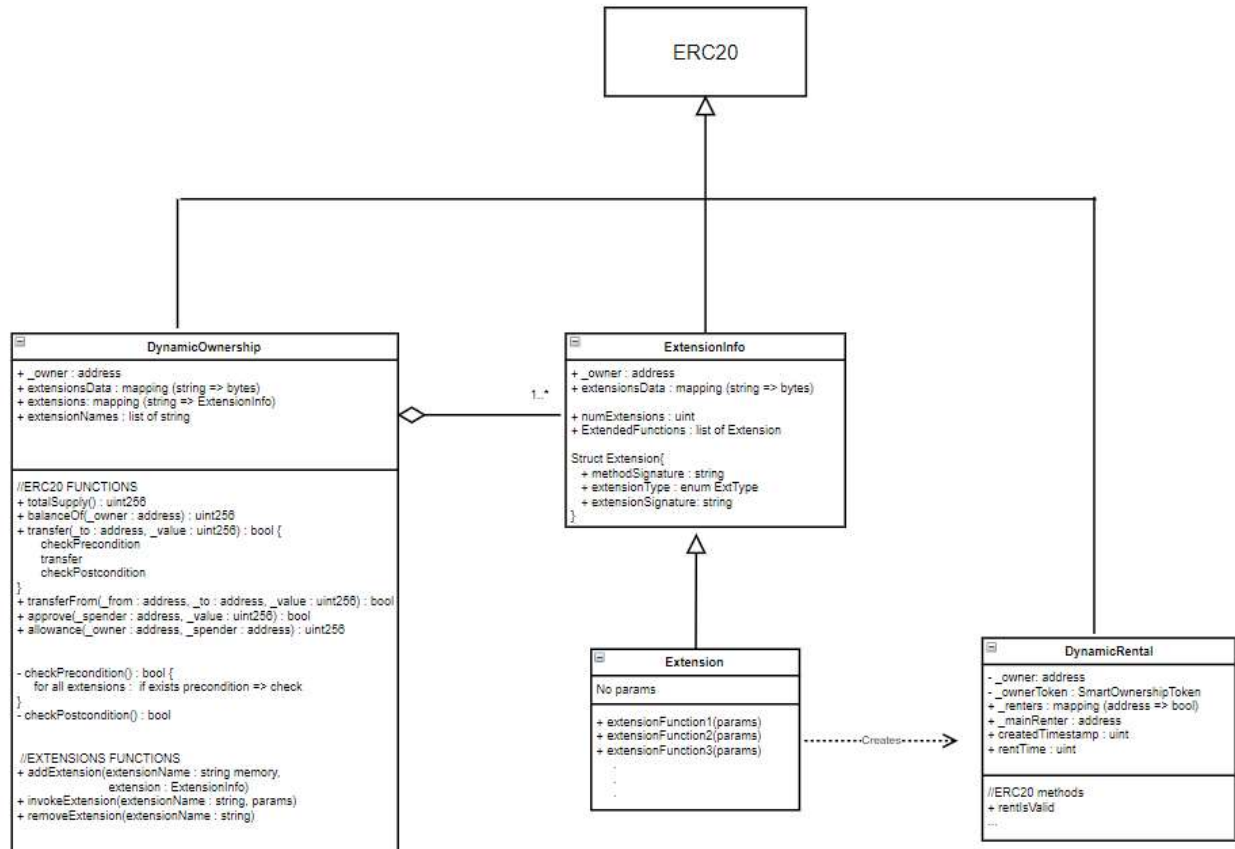 ERC20
DynamicOwnership
+ _owner : address
+ extensionsData : mapping (string => bytes)
+ extensions: mapping (string => ExtensionInfo)
+ extensionNames : list of string
//ERC20 FUNCTIONS
+ totalSupply() : uint256
+ balanceOf(_owner : address) : uint256
+ transfer(_to : address, _value : uint256) : bool {
checkPrecondition
transfer
checkPostcondition
}
+ transferFrom(_from : address, _to : address, _value : uint256) : bool
+ approve(_spender : address, _value : uint256) : bool
+ allowance(_owner : address, _spender : address) : uint256
- checkPrecondition() : bool {
for all extensions : if exists precondition => check
}
- checkPostcondition() : bool
//EXTENSIONS FUNCTIONS
+ addExtension(extensionName : string memory,
extension : ExtensionInfo)
+ invokeExtension(extensionName : string, params)
+ removeExtension(extensionName : string)
1..*
ExtensionInfo
+ _owner : address
+ extensionsData : mapping (string => bytes)
+ numExtensions : uint
+ ExtendedFunctions : list of Extension
Struct Extension{
+ methodSignature : string
+ extensionType : enum ExtType
+ extensionSignature: string
}
Extension
No params
+ extensionFunction1(params)
+ extensionFunction2(params)
+ extensionFunction3(params)
.
.
.
Creates
DynamicRental
- _owner: address
- _ownerToken : SmartOwnershipToken
+ _renters : mapping (address => bool)
+ _mainRenter : address
+ createdTimestamp : uint
+ rentTime : uint
//ERC20 methods
+ rentIsValid
...